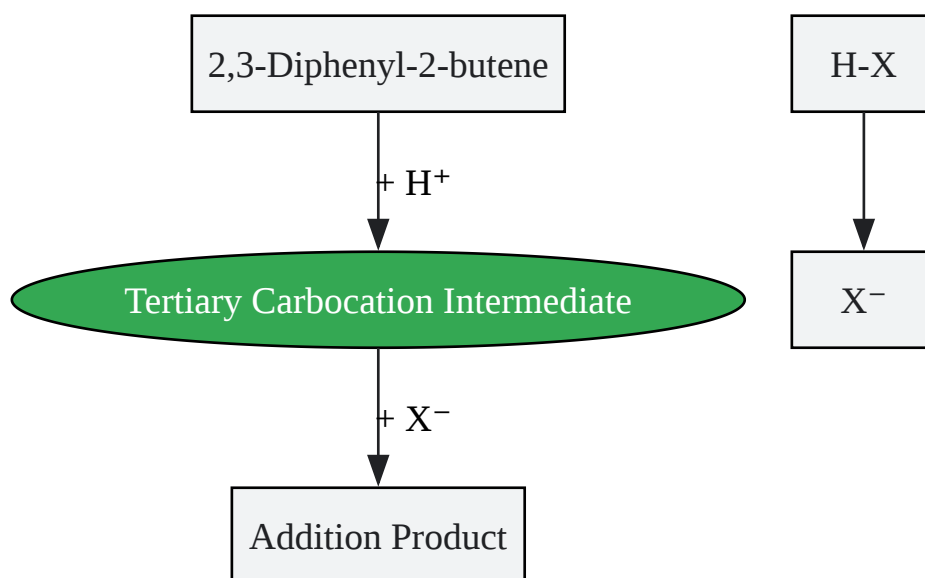 2,3-Diphenyl-2-butene
H-X
+ H⁺
Tertiary Carbocation Intermediate
X⁻
+ X⁻
Addition Product